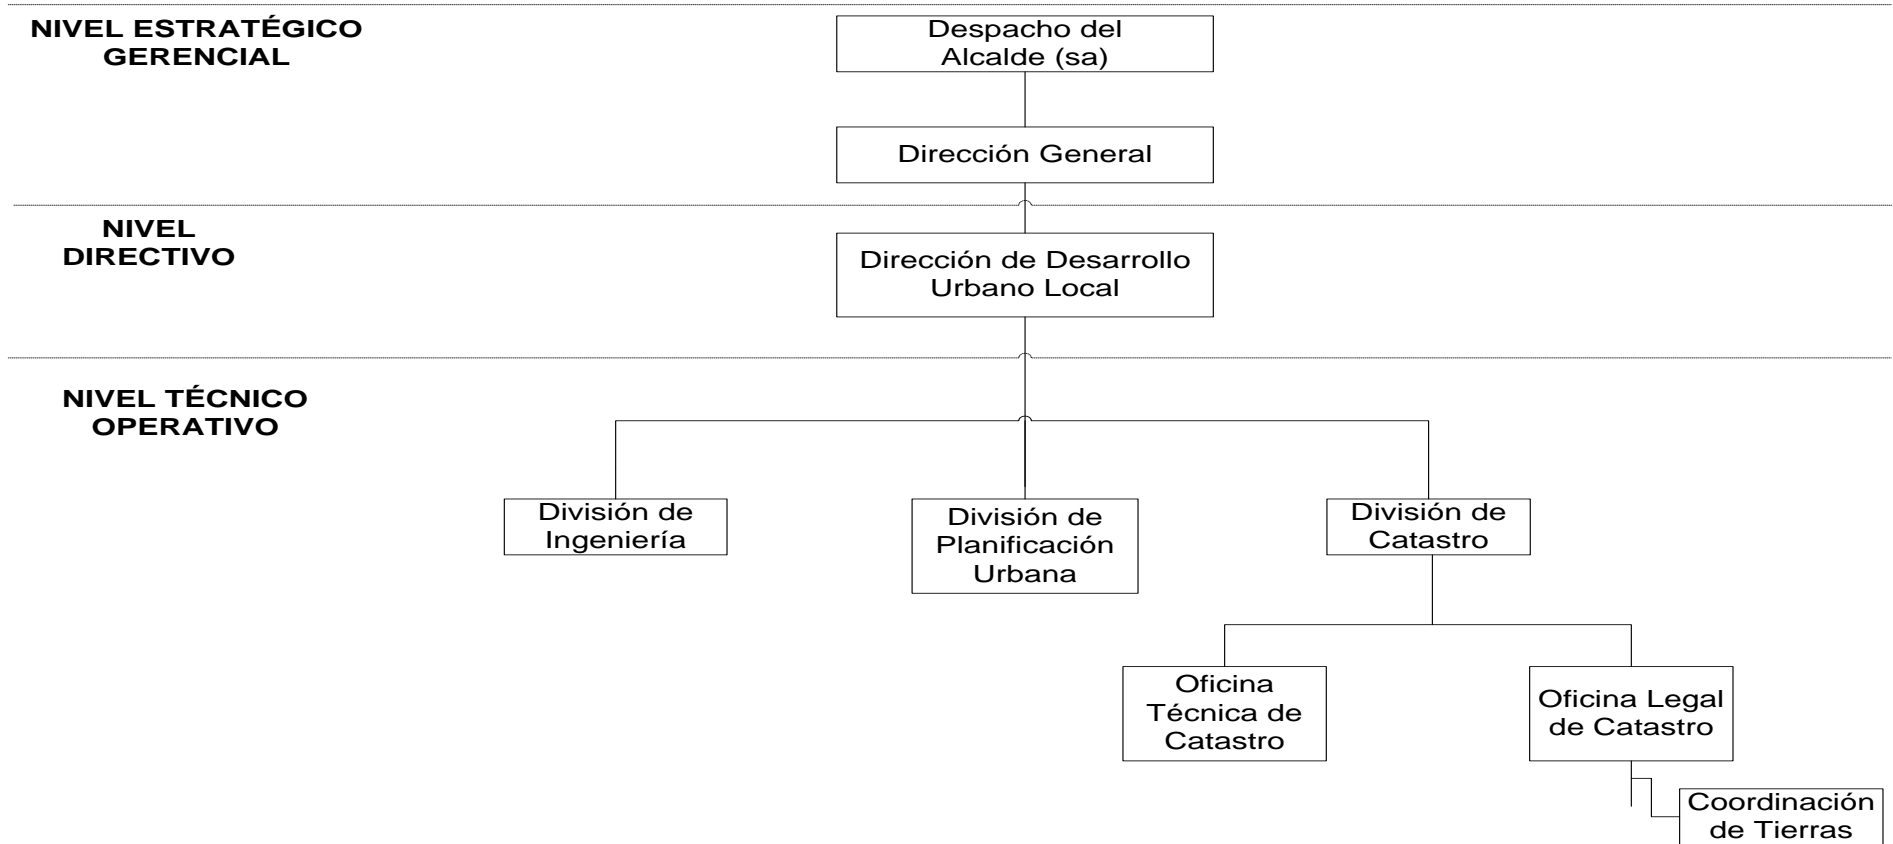 NIVEL ESTRATÉGICO
GERENCIAL
Despacho del
Alcalde (sa)
Dirección General
NIVEL
DIRECTIVO
Dirección de Desarrollo
Urbano Local
NIVEL TÉCNICO
OPERATIVO
División de
Ingeniería
División de
Planificación
Urbana
División de
Catastro
Oficina
Técnica de
Catastro
Oficina Legal
de Catastro
Coordinación
de Tierras